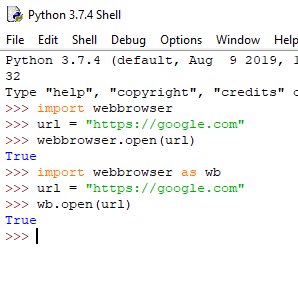 Python 3.7.4 Shell
File Edit Shell Debug Options Window Help
Python 3.7.4 (default, Aug 9 2019, 1
32
Type "help", "copyright", "credits" o
>>> import webbrowser
>>> url = "https://google.com"
>>> webbrowser.open(url)
True
>>> import webbrowser as wb
>>> url = "https://google.com"
>>> wb.open(url)
True
>>>